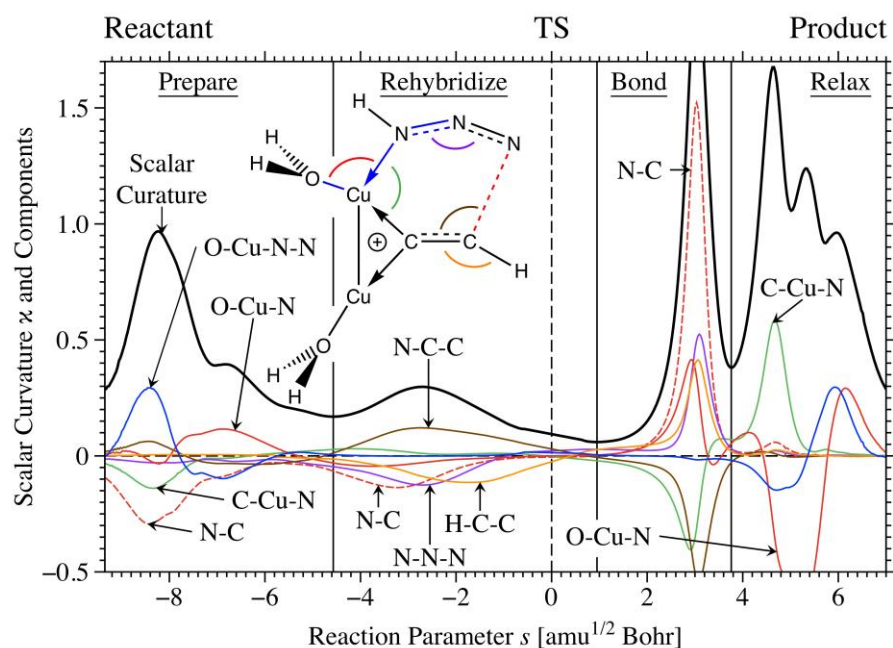 Reactant TS Product
Prepare Rehybridize Bond Relax
Scalar Curvature ϰ and Components
1.5
1.0
0.5
0
−0.5
Scalar
Curature
O-Cu-N-N
O-Cu-N
C-Cu-N
N-C
H
N
N
N
H
H
O
Cu
C
C
H
Cu
O
H
H
N-C-C
N-C
N-N-N
H-C-C
N-C
C-Cu-N
O-Cu-N
−8 −6 −4 −2 0 2 4 6
Reaction Parameter s [amu1/2 Bohr]